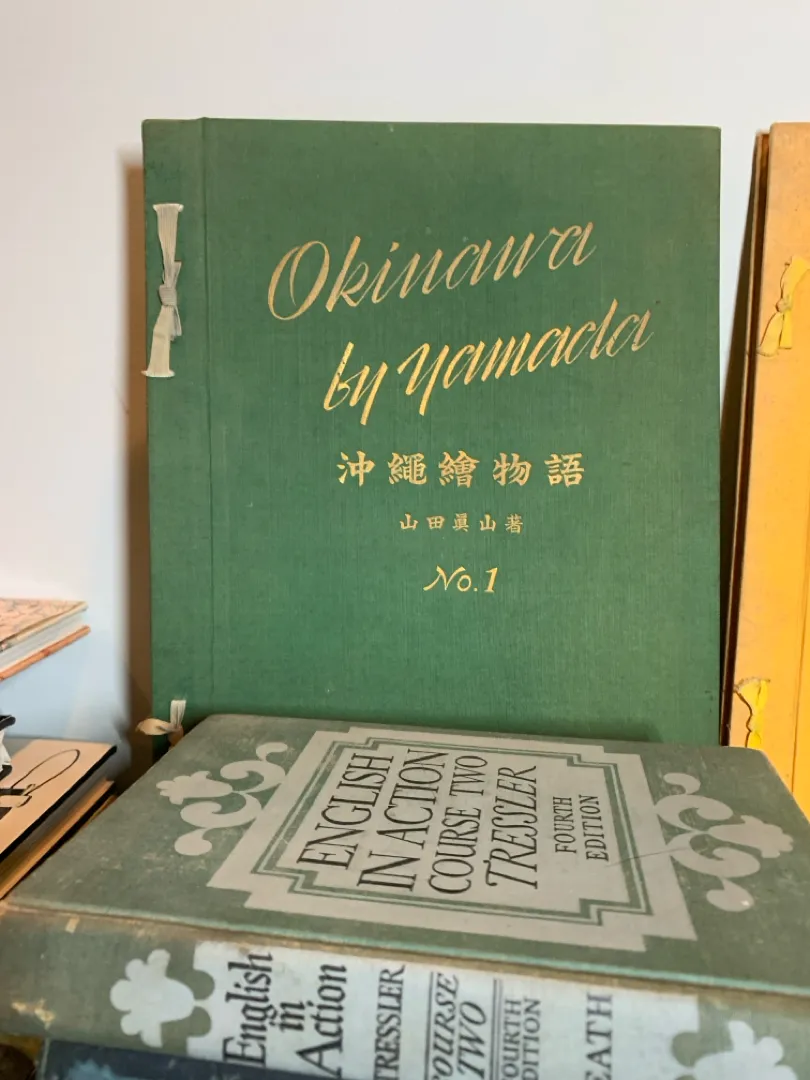 Okinawa
by Yamada
沖繩繪物語
山田眞山著
No.1
ENGLISH
IN ACTION
COURSE TWO
TRESSLER
FOURTH
EDITION
English
in
Action
TRESSLER
COURSE
TWO
FOURTH
EDITION